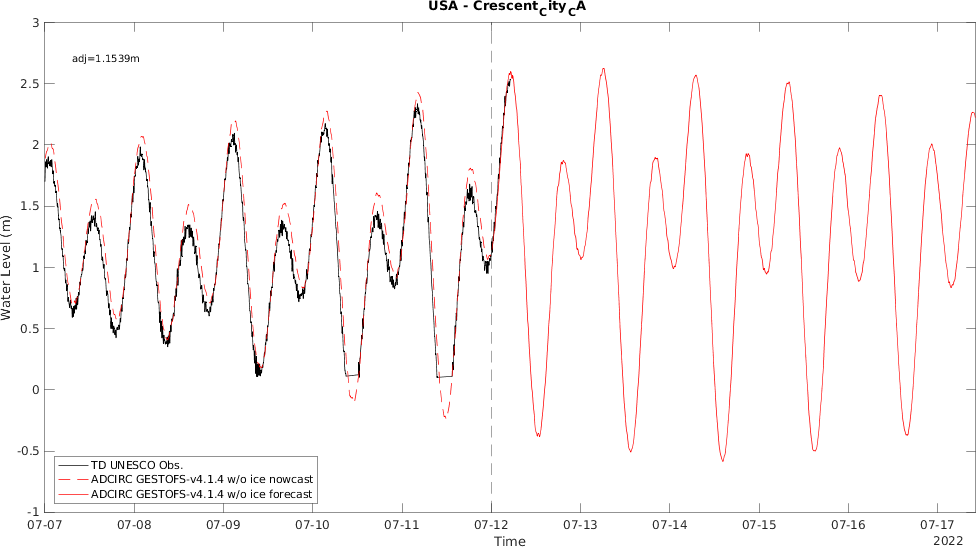 USA - CrescentCityCA
3
adj=1.1539m
2.5
2
1.5
1
0.5
0
-0.5
-1
Water Level (m)
TD UNESCO Obs.
ADCIRC GESTOFS-v4.1.4 w/o ice nowcast
ADCIRC GESTOFS-v4.1.4 w/o ice forecast
07-07 07-08 07-09 07-10 07-11 07-12 07-13 07-14 07-15 07-16 07-17
Time
2022